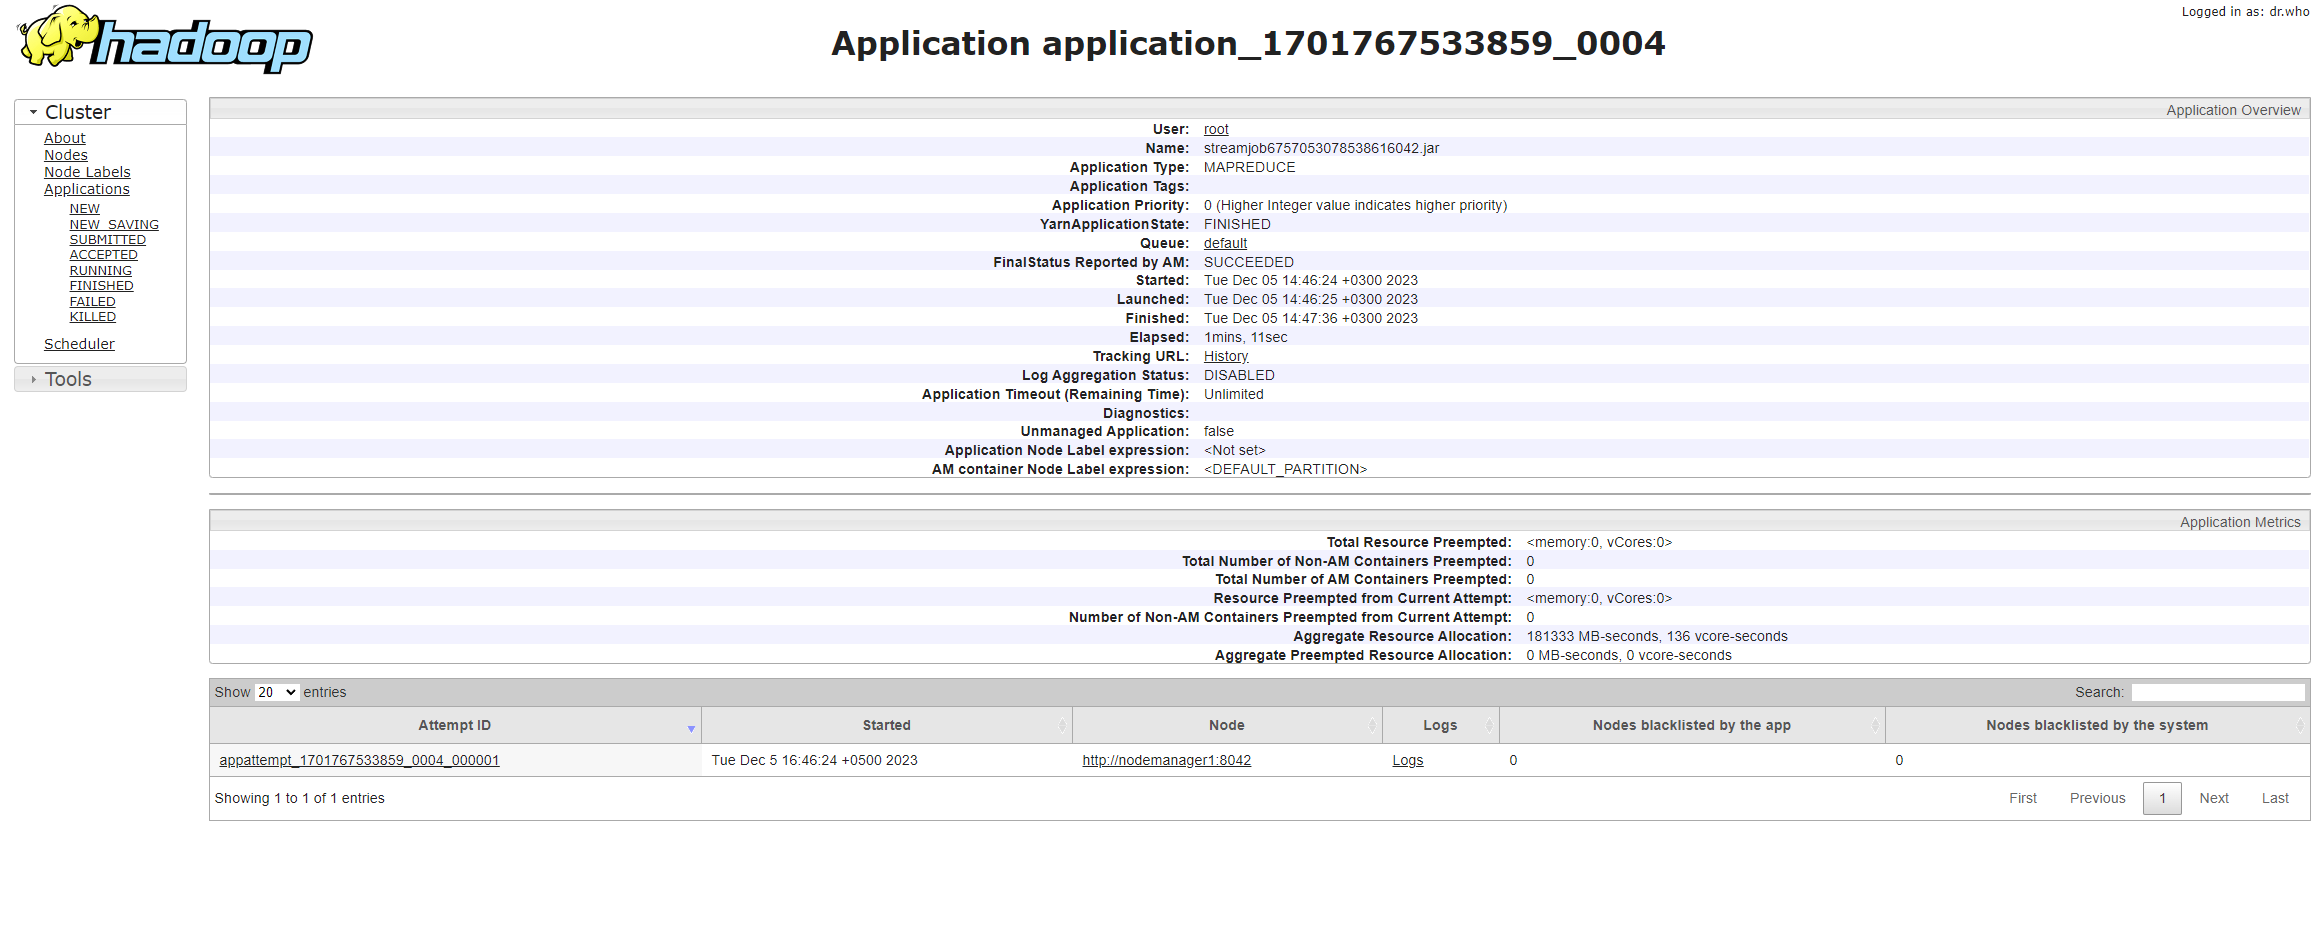 hadoop
Logged in as: dr.who
Application application_1701767533859_0004
Cluster
About
Nodes
Node Labels
Applications
NEW
NEW_SAVING
SUBMITTED
ACCEPTED
RUNNING
FINISHED
FAILED
KILLED
Scheduler
Tools
Application Overview
User: root
Name: streamjob6757053078538616042.jar
Application Type: MAPREDUCE
Application Tags:
Application Priority: 0 (Higher Integer value indicates higher priority)
YarnApplicationState: FINISHED
Queue: default
FinalStatus Reported by AM: SUCCEEDED
Started: Tue Dec 05 14:46:24 +0300 2023
Launched: Tue Dec 05 14:46:25 +0300 2023
Finished: Tue Dec 05 14:47:36 +0300 2023
Elapsed: 1mins, 11sec
Tracking URL: History
Log Aggregation Status: DISABLED
Application Timeout (Remaining Time): Unlimited
Diagnostics:
Unmanaged Application: false
Application Node Label expression: <Not set>
AM container Node Label expression: <DEFAULT_PARTITION>
Application Metrics
Total Resource Preempted: <memory:0, vCores:0>
Total Number of Non-AM Containers Preempted: 0
Total Number of AM Containers Preempted: 0
Resource Preempted from Current Attempt: <memory:0, vCores:0>
Number of Non-AM Containers Preempted from Current Attempt: 0
Aggregate Resource Allocation: 181333 MB-seconds, 136 vcore-seconds
Aggregate Preempted Resource Allocation: 0 MB-seconds, 0 vcore-seconds
Show 20 entries Search:
Attempt ID Started Node Logs Nodes blacklisted by the app Nodes blacklisted by the system
appattempt_1701767533859_0004_000001 Tue Dec 5 16:46:24 +0500 2023 http://nodemanager1:8042 Logs 0 0
Showing 1 to 1 of 1 entries First Previous 1 Next Last